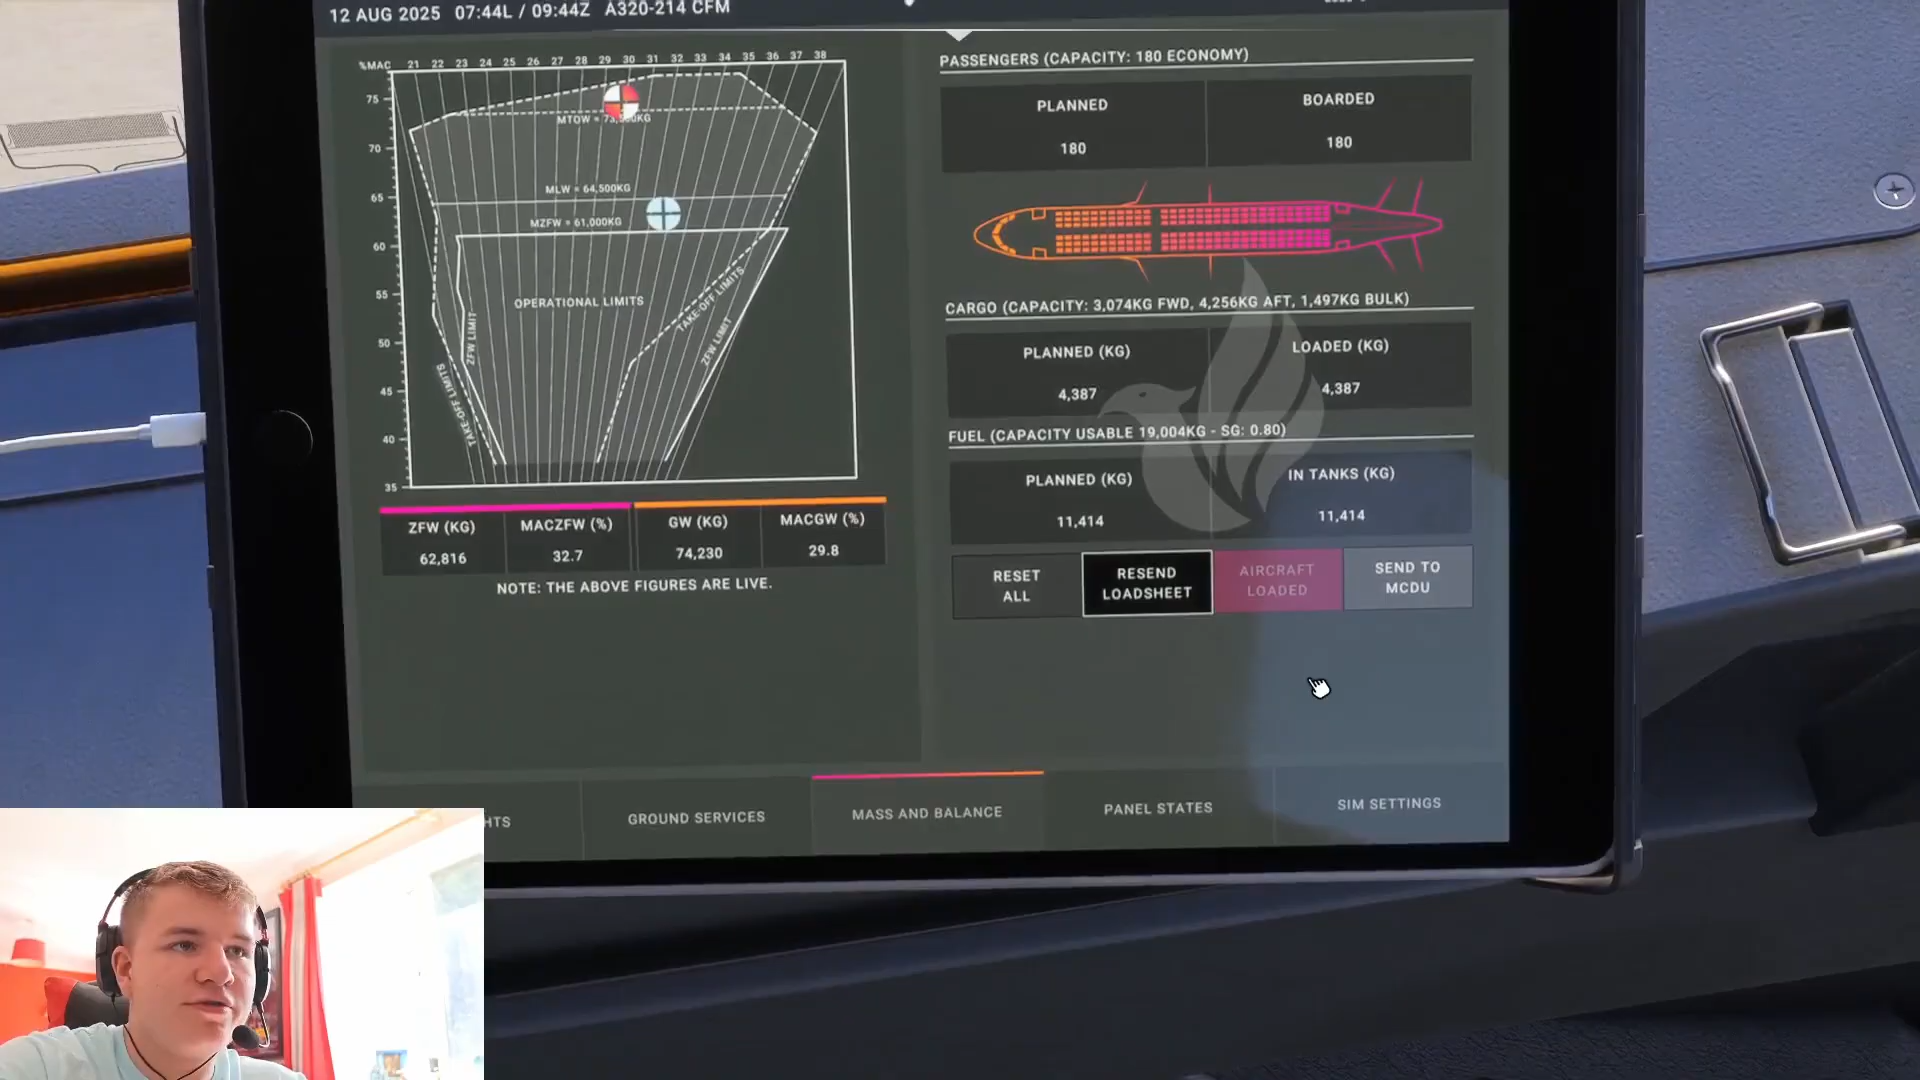 12 AUG 2025 07:44L / 09:44Z A320-214 CFM
%MAC 21 22 23 24 25 26 27 28 29 30 31 32 33 34 35 36 37 38
75
70
65
60
55
50
45
40
35
MTOW = 73,500KG
MLW = 64,500KG
MZFW = 61,000KG
OPERATIONAL LIMITS
ZFW LIMIT
TAKE-OFF LIMITS
TAKE-OFF LIMITS
ZFW LIMIT
ZFW (KG) MACZFW (%) GW (KG) MACGW (%)
62,816 32.7 74,230 29.8
NOTE: THE ABOVE FIGURES ARE LIVE.
PASSENGERS (CAPACITY: 180 ECONOMY)
PLANNED BOARDED
180 180
CARGO (CAPACITY: 3,074KG FWD, 4,256KG AFT, 1,497KG BULK)
PLANNED (KG) LOADED (KG)
4,387 4,387
FUEL (CAPACITY USABLE 19,004KG - SG: 0.80)
PLANNED (KG) IN TANKS (KG)
11,414 11,414
RESET ALL
RESEND LOADSHEET
AIRCRAFT LOADED
SEND TO MCDU
GROUND SERVICES MASS AND BALANCE PANEL STATES SIM SETTINGS